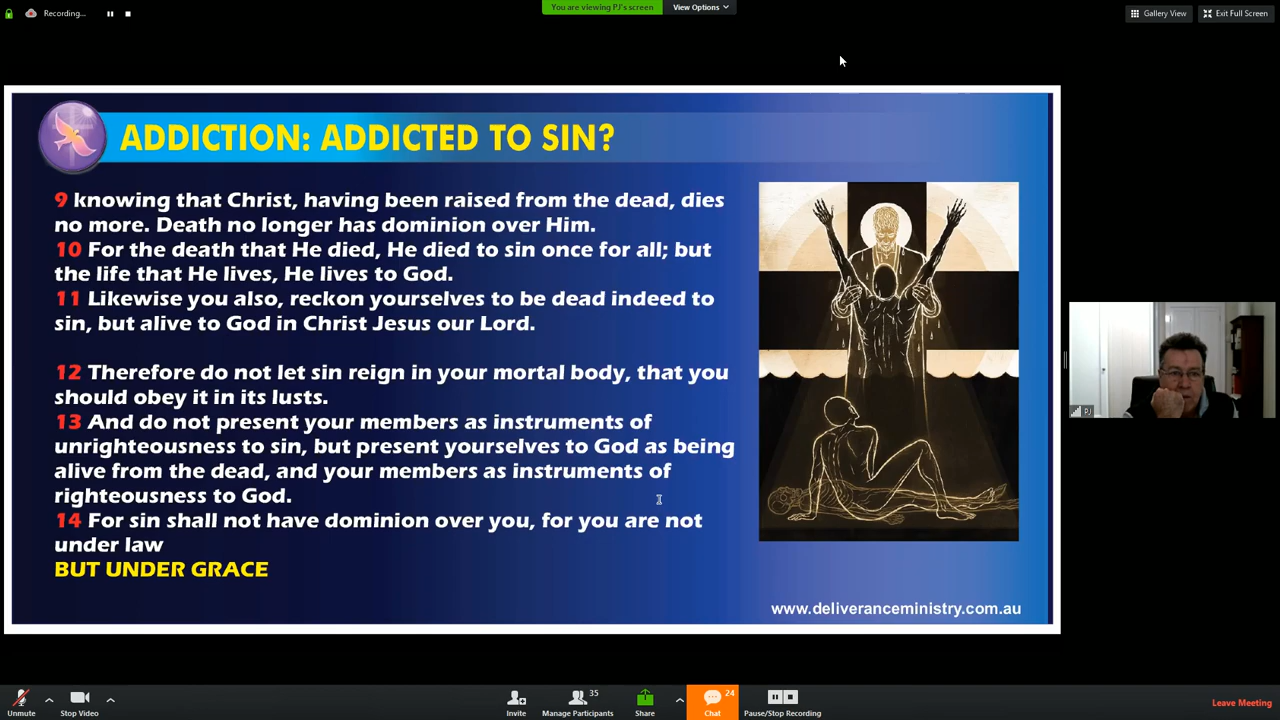 Recording...
You are viewing PJ's screen
View Options
Gallery View
Exit Full Screen
ADDICTION: ADDICTED TO SIN?
9 knowing that Christ, having been raised from the dead, dies
no more. Death no longer has dominion over Him.
10 For the death that He died, He died to sin once for all; but
the life that He lives, He lives to God.
11 Likewise you also, reckon yourselves to be dead indeed to
sin, but alive to God in Christ Jesus our Lord.
12 Therefore do not let sin reign in your mortal body, that you
should obey it in its lusts.
13 And do not present your members as instruments of
unrighteousness to sin, but present yourselves to God as being
alive from the dead, and your members as instruments of
righteousness to God.
14 For sin shall not have dominion over you, for you are not
under law
BUT UNDER GRACE
www.deliveranceministry.com.au
PJ
Unmute
Stop Video
Invite
35
Manage Participants
Share
24
Chat
Pause/Stop Recording
Leave Meeting